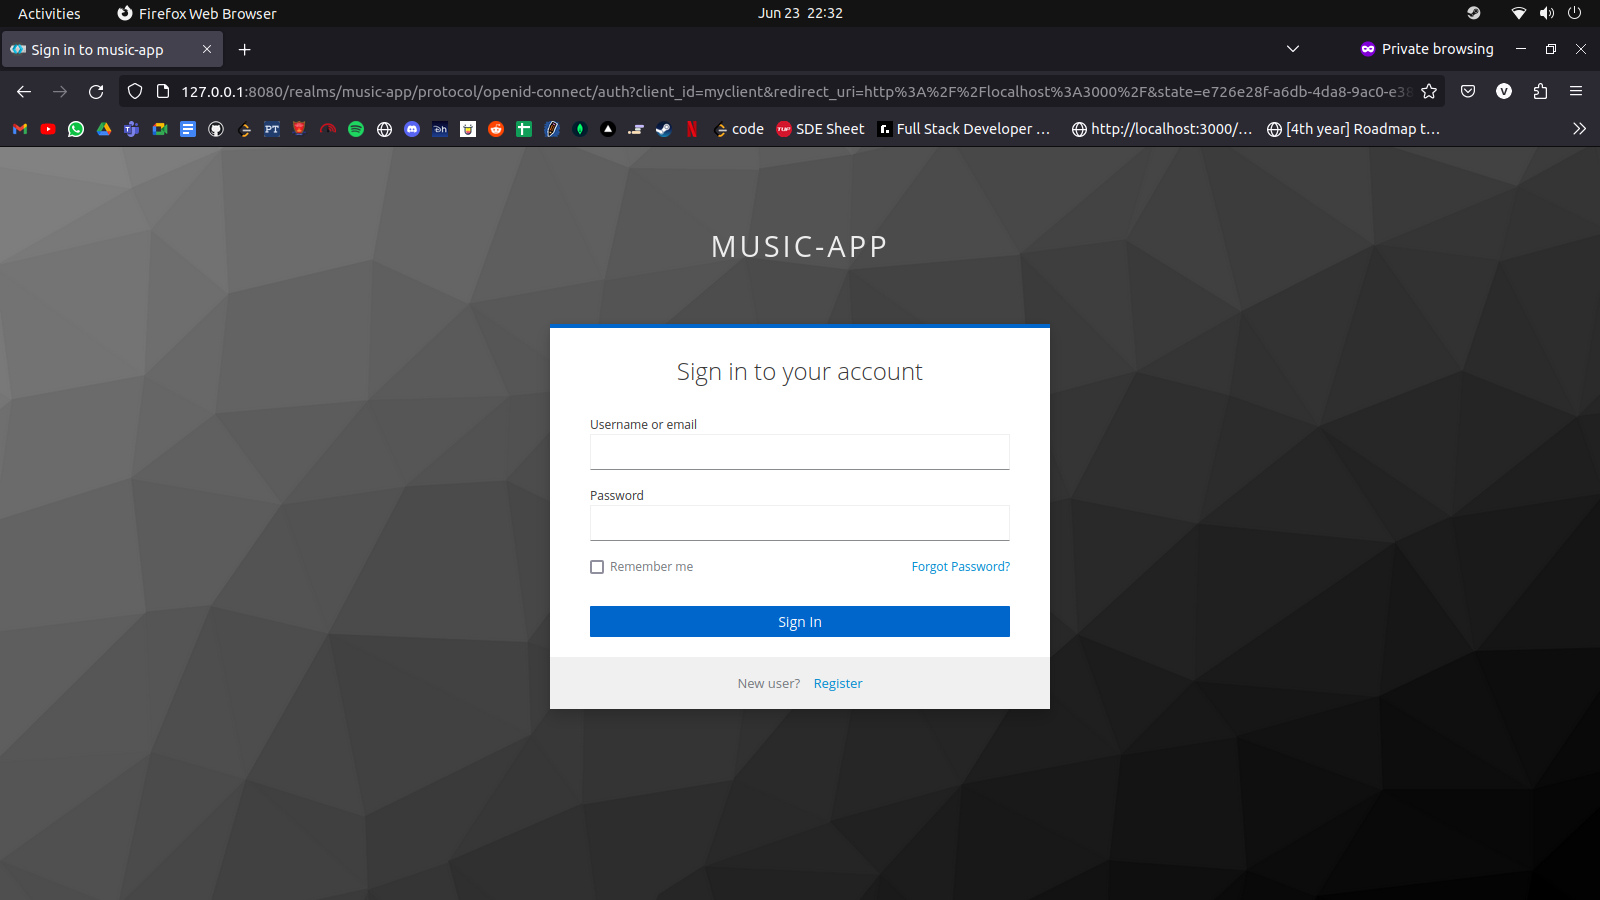 Activities Firefox Web Browser Jun 23 22:32
Sign in to music-app Private browsing
127.0.0.1:8080/realms/music-app/protocol/openid-connect/auth?client_id=myclient&redirect_uri=http%3A%2F%2Flocalhost%3A3000%2F&state=e726e28f-a6db-4da8-9ac0-e38
PT Dh code TUF SDE Sheet r. Full Stack Developer ... http://localhost:3000/... [4th year] Roadmap t...
MUSIC-APP
Sign in to your account
Username or email
Password
Remember me Forgot Password?
Sign In
New user? Register